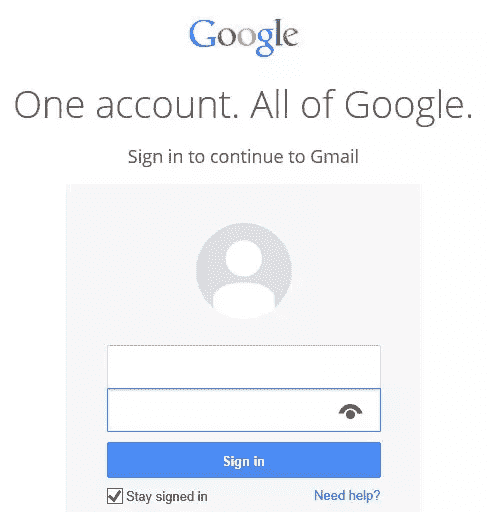 Google
One account. All of Google.
Sign in to continue to Gmail
Sign in
Stay signed in
Need help?